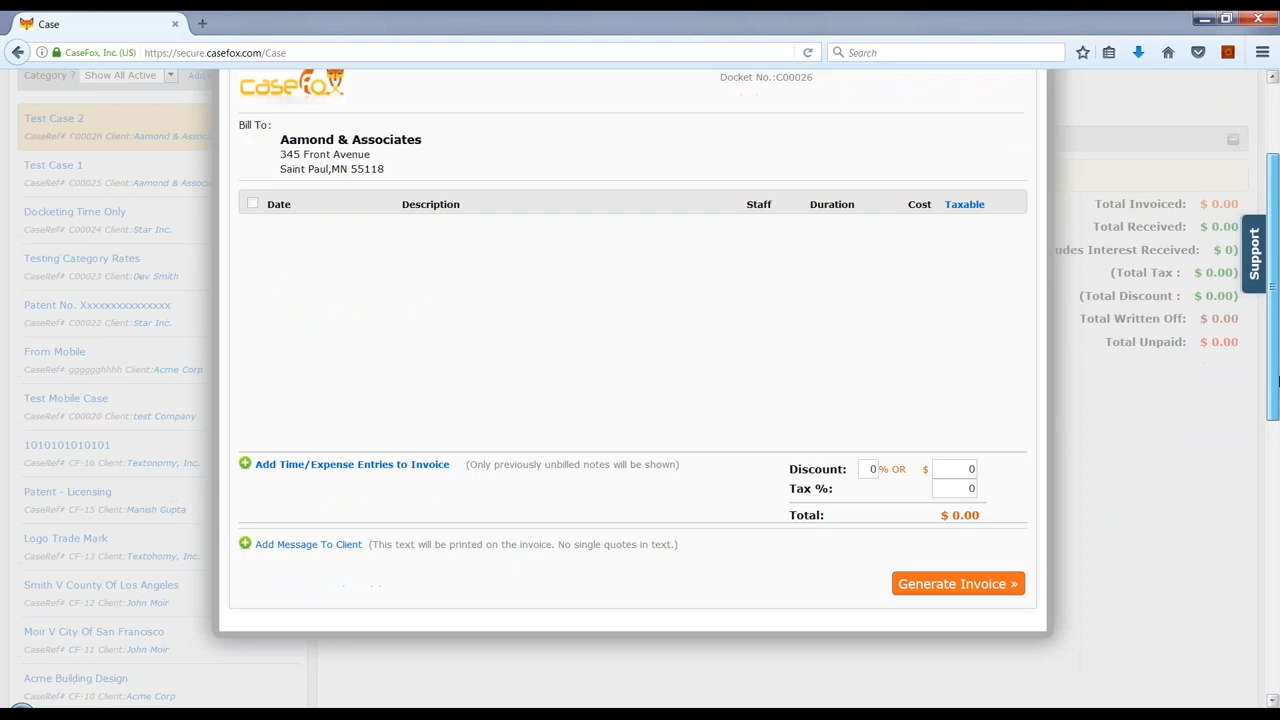 Case
CaseFox, Inc. (US)
https://secure.casefox.com/Case
Search
Category ?
Show All Active
Test Case 2
CaseRef# C00026 Client:Aamond & Assoc
Test Case 1
CaseRef# C00025 Client:Aamond & Assoc
Docketing Time Only
CaseRef# C00024 Client:Star Inc.
Testing Category Rates
CaseRef# C00023 Client:Dev Smith
Patent No. Xxxxxxxxxxxxxxx
CaseRef# C00022 Client:Star Inc.
From Mobile
CaseRef# gggggghhhh Client:Acme Corp
Test Mobile Case
CaseRef# C00020 Client:test Company
1010101010101
CaseRef# CF-16 Client:Textonomy, Inc.
Patent - Licensing
CaseRef# CF-15 Client:Manish Gupta
Logo Trade Mark
CaseRef# CF-13 Client:Textohomy, Inc.
Smith V County Of Los Angeles
CaseRef# CF-12 Client:John Moir
Moir V City Of San Francisco
CaseRef# CF-11 Client:John Moir
Acme Building Design
CaseRef# CF-10 Client:Acme Corp
casefox
Docket No.:C00026
Bill To:
Aamond & Associates
345 Front Avenue
Saint Paul,MN 55118
Date Description Staff Duration Cost Taxable
Add Time/Expense Entries to Invoice (Only previously unbilled notes will be shown)
Discount: 0 % OR $ 0
Tax %: 0
Total: $ 0.00
Add Message To Client (This text will be printed on the invoice. No single quotes in text.)
Generate Invoice »
Total Invoiced: $ 0.00
Total Received: $ 0.00
udes Interest Received: $ 0)
(Total Tax : $ 0.00)
(Total Discount : $ 0.00)
Total Written Off: $ 0.00
Total Unpaid: $ 0.00
Support